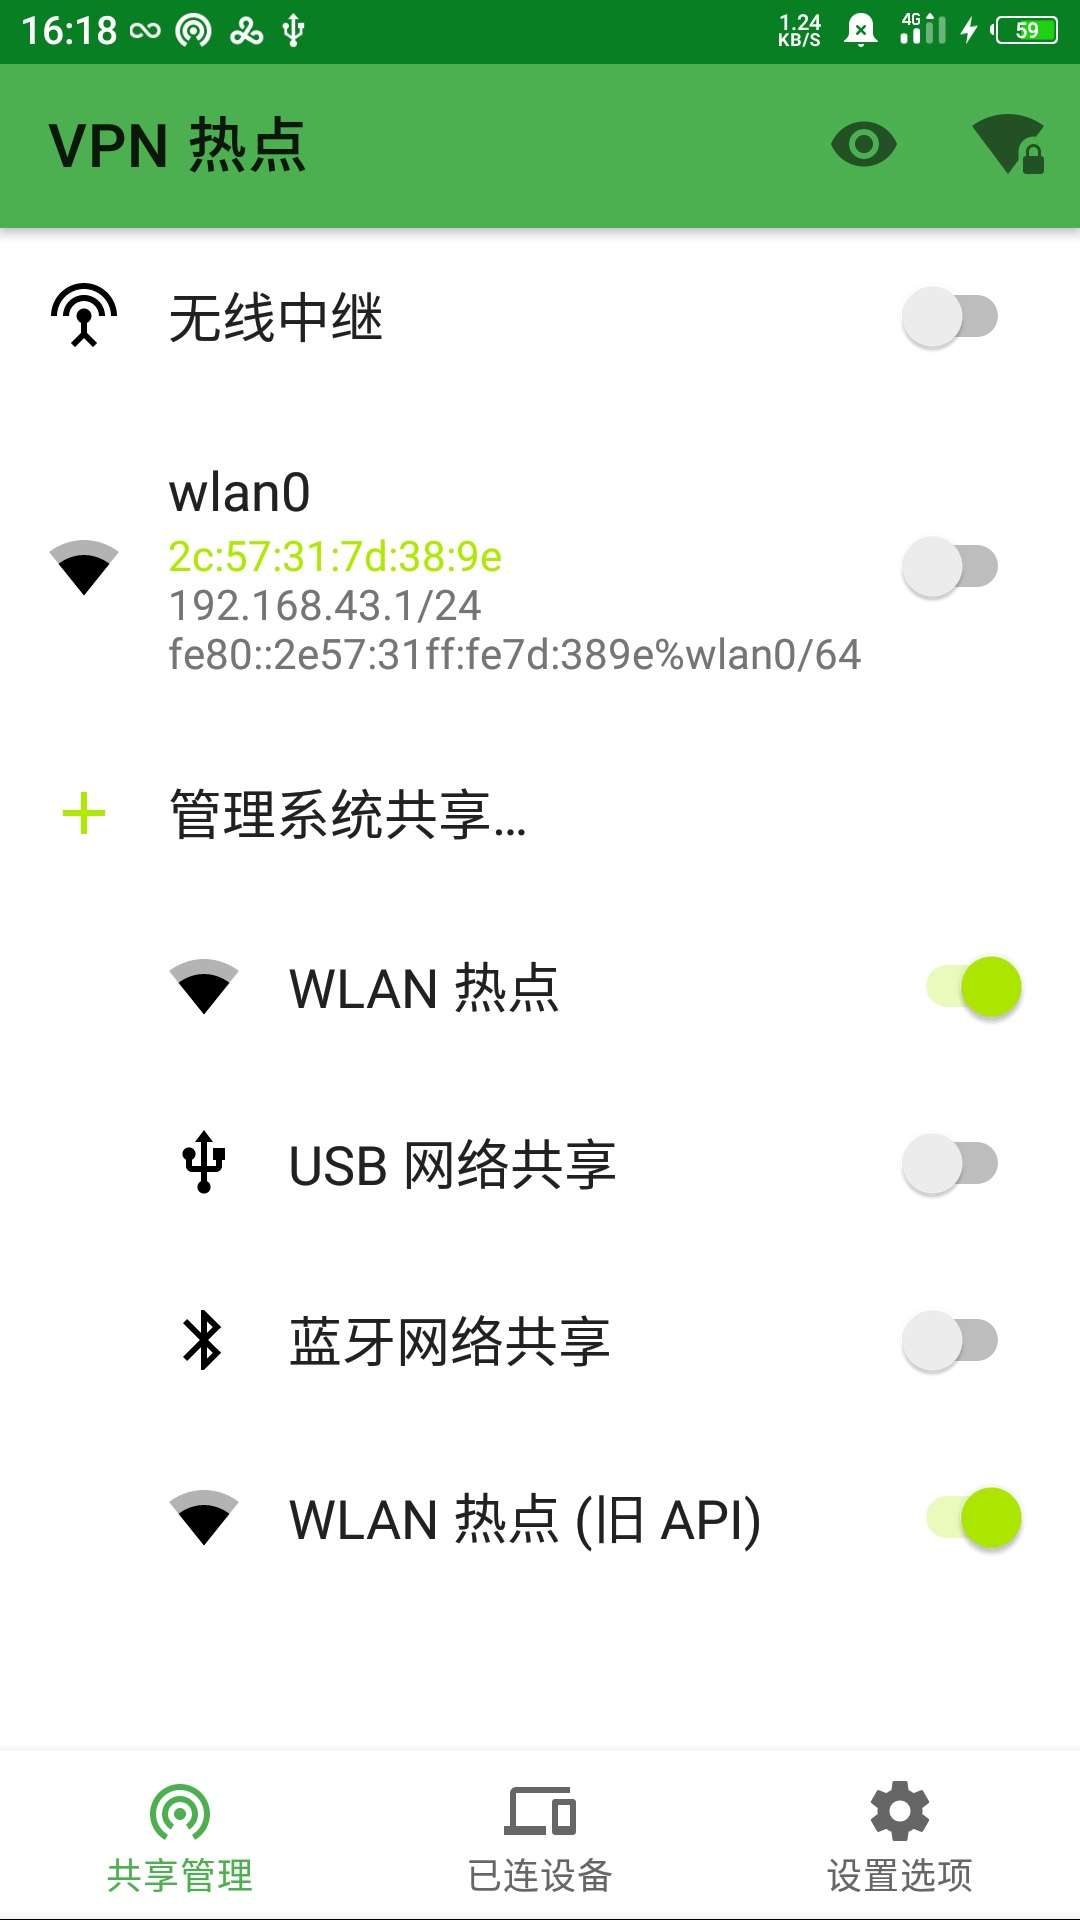 16:18
1.24
KB/S
4G
59
VPN 热点
无线中继
wlan0
2c:57:31:7d:38:9e
192.168.43.1/24
fe80::2e57:31ff:fe7d:389e%wlan0/64
管理系统共享…
WLAN 热点
USB 网络共享
蓝牙网络共享
WLAN 热点 (旧 API)
共享管理
已连设备
设置选项